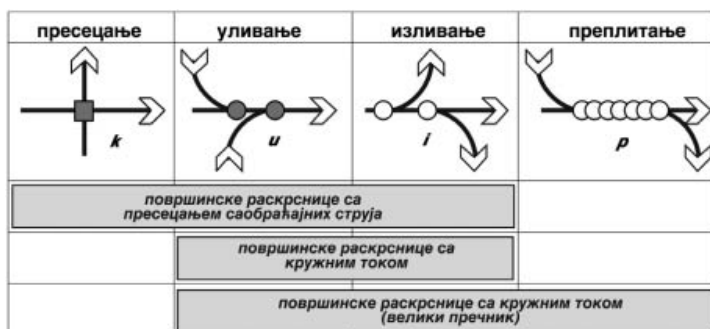 пресецање уливање изливање преплитање
k u i p
површинске раскрснице са
пресецањем саобраћајних струја
површинске раскрснице са
кружним током
површинске раскрснице са кружним током
(велики пречник)